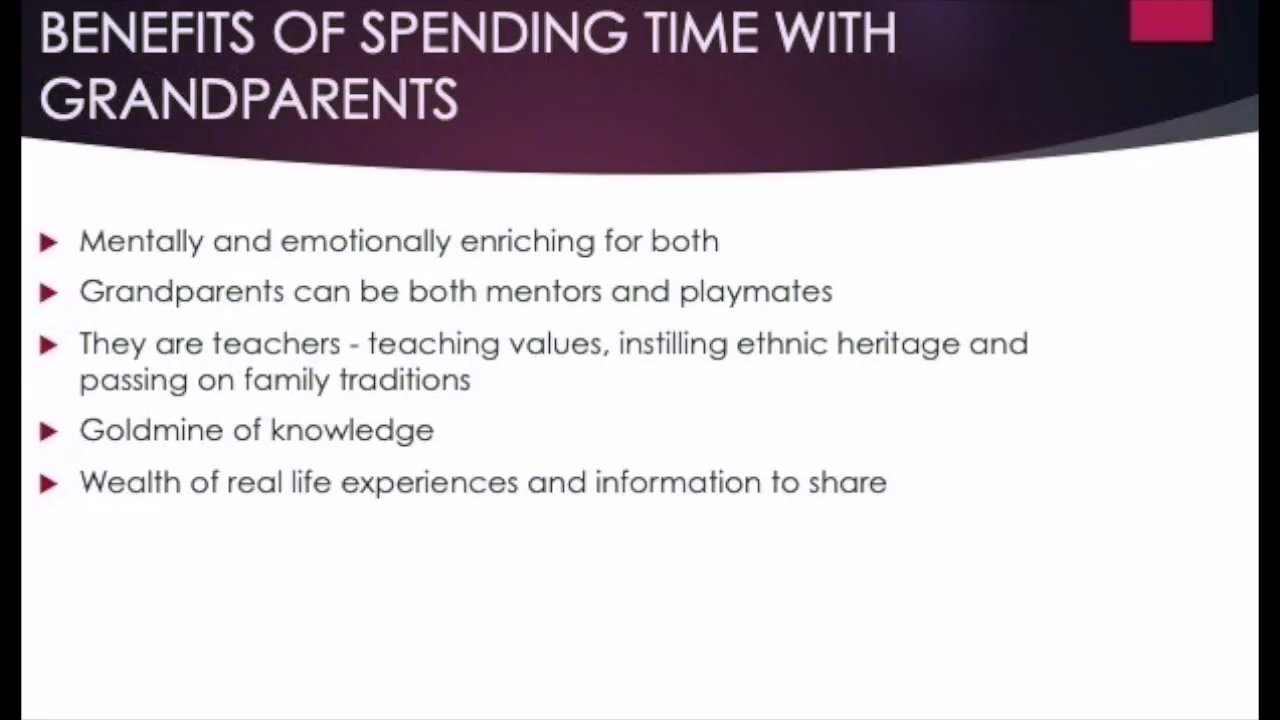 BENEFITS OF SPENDING TIME WITH
GRANDPARENTS
Mentally and emotionally enriching for both
Grandparents can be both mentors and playmates
They are teachers - teaching values, instilling ethnic heritage and
passing on family traditions
Goldmine of knowledge
Wealth of real life experiences and information to share